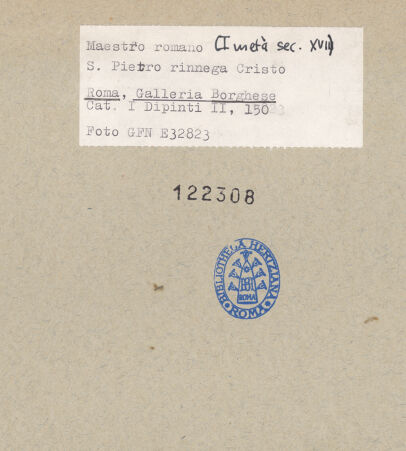 Maestro romano (I metà sec. XVII)
S. Pietro rinnega Cristo
Roma, Galleria Borghese
Cat. I Dipinti II, 150
Foto GFN E32823
122308
BIBLIOTHECA HERTZIANA
ROMA
ROMA